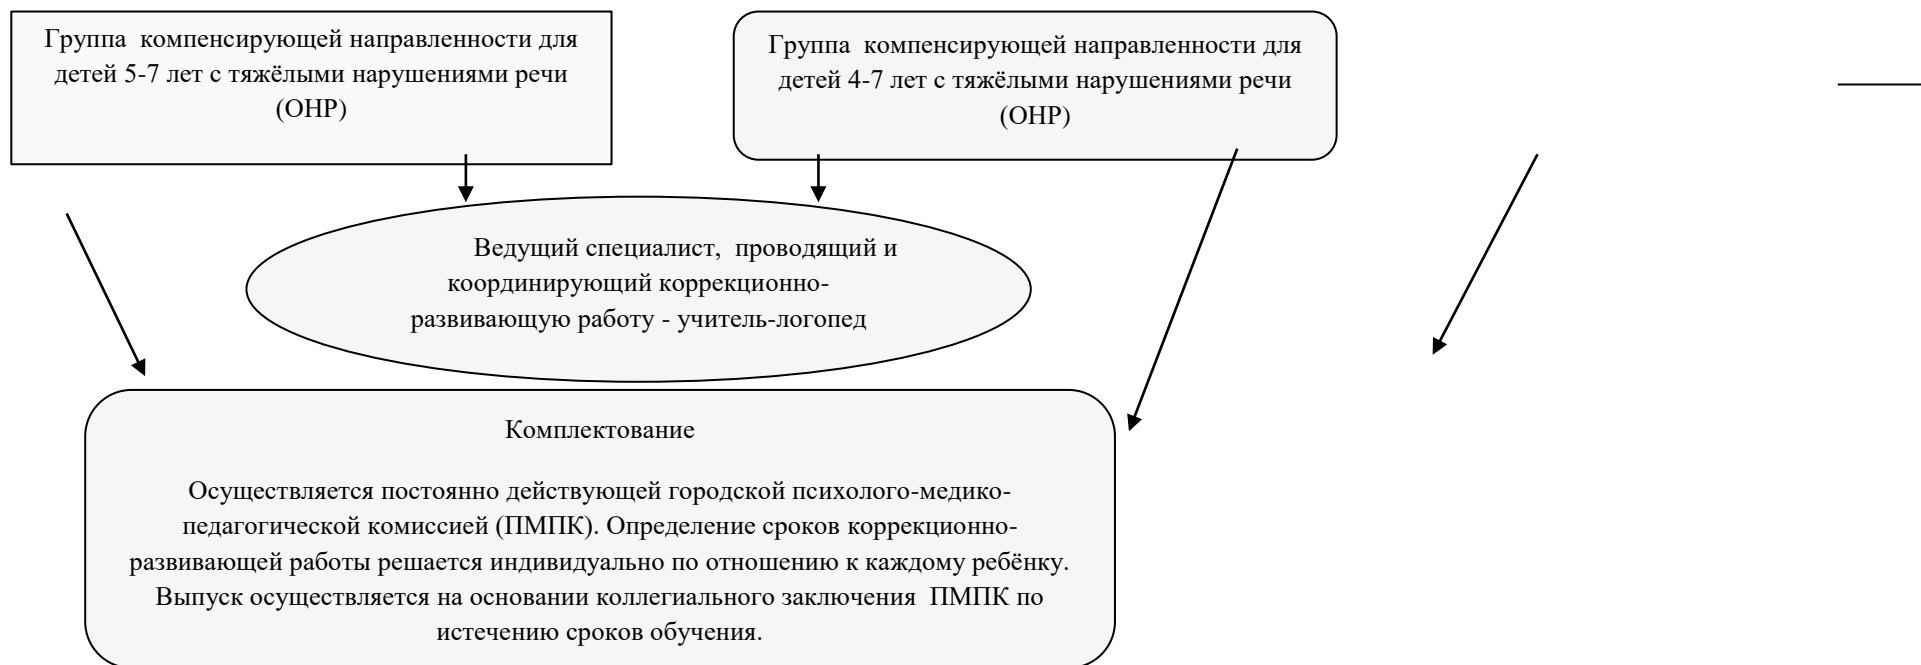 Группа  компенсирующей направленности для
детей 5-7 лет с тяжёлыми нарушениями речи
(ОНР)
Группа  компенсирующей направленности для
детей 4-7 лет с тяжёлыми нарушениями речи
(ОНР)
Ведущий специалист,  проводящий и
координирующий коррекционно-
развивающую работу - учитель-логопед
Комплектование
Осуществляется постоянно действующей городской психолого-медико-
педагогической комиссией (ПМПК). Определение сроков коррекционно-
развивающей работы решается индивидуально по отношению к каждому ребёнку.
Выпуск осуществляется на основании коллегиального заключения  ПМПК по
истечению сроков обучения.